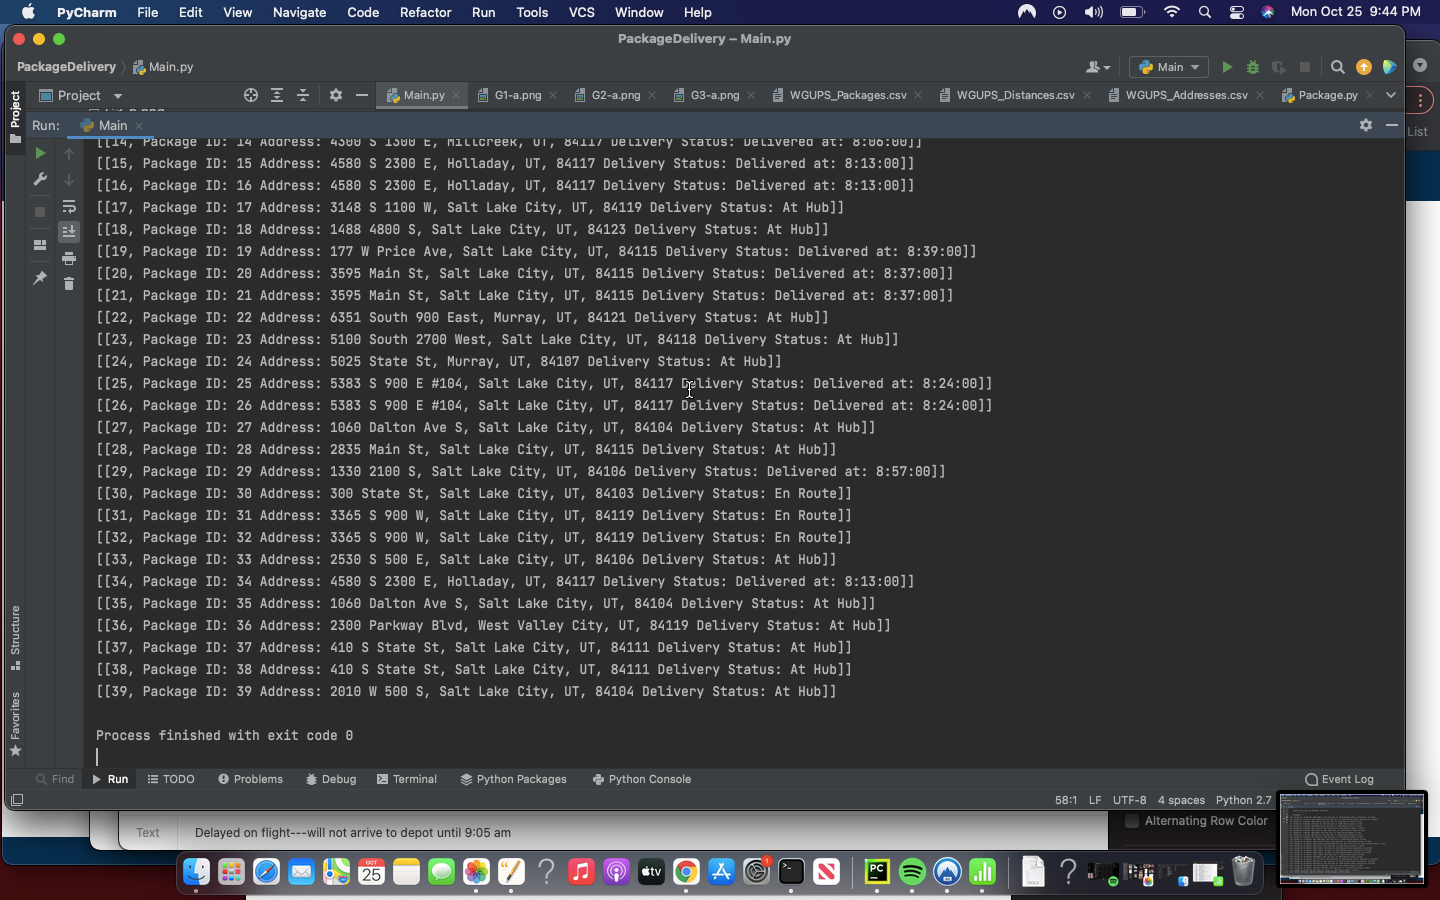 PyCharm File Edit View Navigate Code Refactor Run Tools VCS Window Help Mon Oct 25 9:44 PM
PackageDelivery – Main.py
PackageDelivery Main.py Main
Project Main.py G1-a.png G2-a.png G3-a.png WGUPS_Packages.csv WGUPS_Distances.csv WGUPS_Addresses.csv Package.py
Project
Run: Main
List
[[14, Package ID: 14 Address: 4300 S 1300 E, Millcreek, UT, 84117 Delivery Status: Delivered at: 8:06:00]]
[[15, Package ID: 15 Address: 4580 S 2300 E, Holladay, UT, 84117 Delivery Status: Delivered at: 8:13:00]]
[[16, Package ID: 16 Address: 4580 S 2300 E, Holladay, UT, 84117 Delivery Status: Delivered at: 8:13:00]]
[[17, Package ID: 17 Address: 3148 S 1100 W, Salt Lake City, UT, 84119 Delivery Status: At Hub]]
[[18, Package ID: 18 Address: 1488 4800 S, Salt Lake City, UT, 84123 Delivery Status: At Hub]]
[[19, Package ID: 19 Address: 177 W Price Ave, Salt Lake City, UT, 84115 Delivery Status: Delivered at: 8:39:00]]
[[20, Package ID: 20 Address: 3595 Main St, Salt Lake City, UT, 84115 Delivery Status: Delivered at: 8:37:00]]
[[21, Package ID: 21 Address: 3595 Main St, Salt Lake City, UT, 84115 Delivery Status: Delivered at: 8:37:00]]
[[22, Package ID: 22 Address: 6351 South 900 East, Murray, UT, 84121 Delivery Status: At Hub]]
[[23, Package ID: 23 Address: 5100 South 2700 West, Salt Lake City, UT, 84118 Delivery Status: At Hub]]
[[24, Package ID: 24 Address: 5025 State St, Murray, UT, 84107 Delivery Status: At Hub]]
[[25, Package ID: 25 Address: 5383 S 900 E #104, Salt Lake City, UT, 84117 Delivery Status: Delivered at: 8:24:00]]
[[26, Package ID: 26 Address: 5383 S 900 E #104, Salt Lake City, UT, 84117 Delivery Status: Delivered at: 8:24:00]]
[[27, Package ID: 27 Address: 1060 Dalton Ave S, Salt Lake City, UT, 84104 Delivery Status: At Hub]]
[[28, Package ID: 28 Address: 2835 Main St, Salt Lake City, UT, 84115 Delivery Status: At Hub]]
[[29, Package ID: 29 Address: 1330 2100 S, Salt Lake City, UT, 84106 Delivery Status: Delivered at: 8:57:00]]
[[30, Package ID: 30 Address: 300 State St, Salt Lake City, UT, 84103 Delivery Status: En Route]]
[[31, Package ID: 31 Address: 3365 S 900 W, Salt Lake City, UT, 84119 Delivery Status: En Route]]
[[32, Package ID: 32 Address: 3365 S 900 W, Salt Lake City, UT, 84119 Delivery Status: En Route]]
[[33, Package ID: 33 Address: 2530 S 500 E, Salt Lake City, UT, 84106 Delivery Status: At Hub]]
[[34, Package ID: 34 Address: 4580 S 2300 E, Holladay, UT, 84117 Delivery Status: Delivered at: 8:13:00]]
[[35, Package ID: 35 Address: 1060 Dalton Ave S, Salt Lake City, UT, 84104 Delivery Status: At Hub]]
[[36, Package ID: 36 Address: 2300 Parkway Blvd, West Valley City, UT, 84119 Delivery Status: At Hub]]
[[37, Package ID: 37 Address: 410 S State St, Salt Lake City, UT, 84111 Delivery Status: At Hub]]
[[38, Package ID: 38 Address: 410 S State St, Salt Lake City, UT, 84111 Delivery Status: At Hub]]
[[39, Package ID: 39 Address: 2010 W 500 S, Salt Lake City, UT, 84104 Delivery Status: At Hub]]
Process finished with exit code 0
Structure
Favorites
Find Run TODO Problems Debug Terminal Python Packages Python Console Event Log
58:1 LF UTF-8 4 spaces Python 2.7
Text Delayed on flight---will not arrive to depot until 9:05 am
Alternating Row Color
OCT
25
tv
1
PC